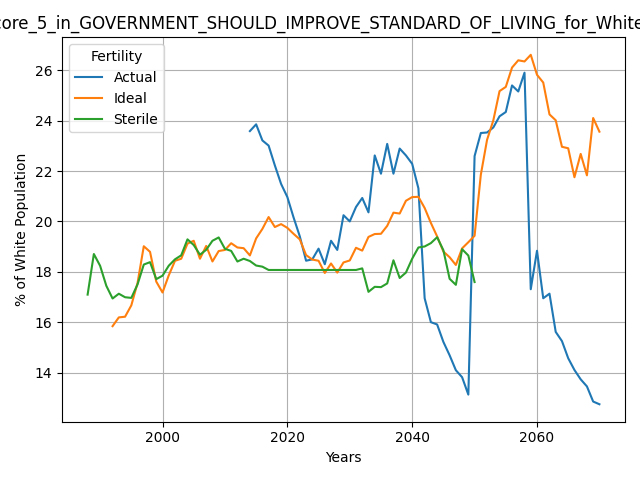 core_5_in_GOVERNMENT_SHOULD_IMPROVE_STANDARD_OF_LIVING_for_White
Fertility
Actual
Ideal
Sterile
% of White Population
26
24
22
20
18
16
14
2000
2020
2040
2060
Years